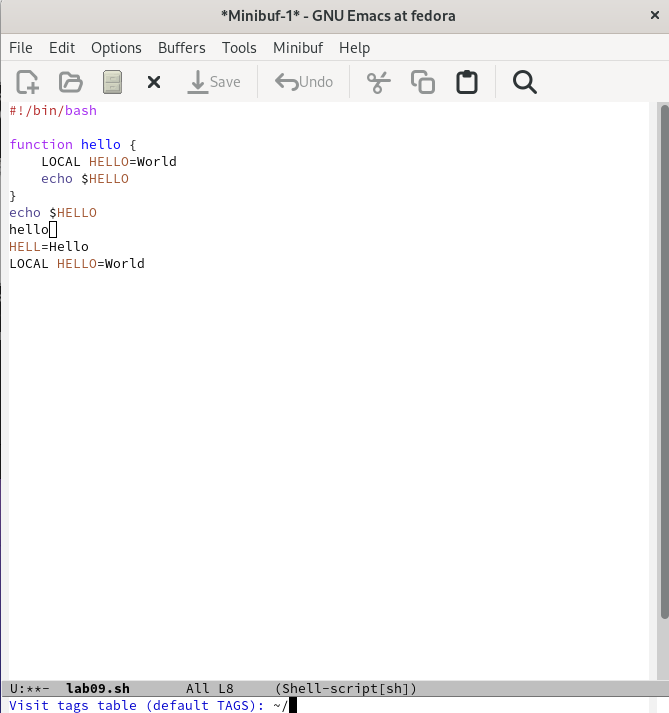 *Minibuf-1* - GNU Emacs at fedora ×
File Edit Options Buffers Tools Minibuf Help
Save Undo
#!/bin/bash
function hello {
    LOCAL HELLO=World
    echo $HELLO
}
echo $HELLO
hello
HELL=Hello
LOCAL HELLO=World
U:**-  lab09.sh       All L8     (Shell-script[sh])
Visit tags table (default TAGS): ~/